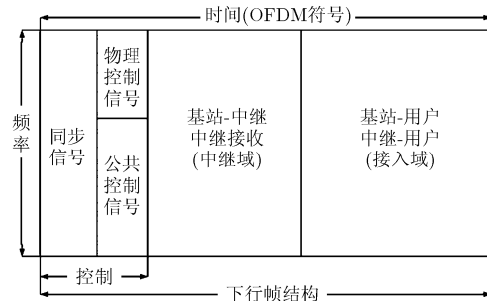 时间(OFDM符号)
频
率
同步
信号
物理
控制
信号
公共
控制
信号
基站-中继
中继接收
(中继域)
基站-用户
中继-用户
(接入域)
控制
下行帧结构